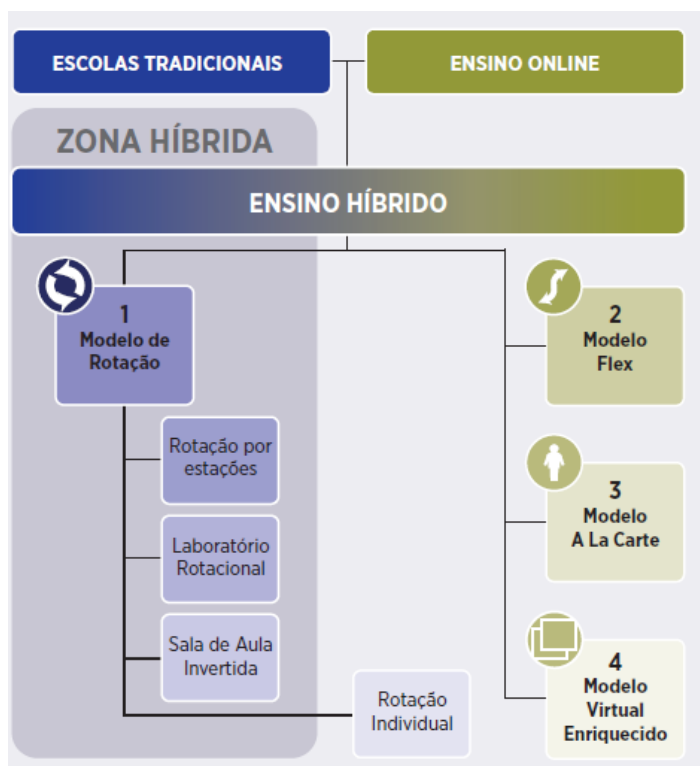 ESCOLAS TRADICIONAIS
ENSINO ONLINE
ZONA HÍBRIDA
ENSINO HÍBRIDO
1
Modelo de
Rotação
Rotação por
estações
Laboratório
Rotacional
Sala de Aula
Invertida
Rotação
Individual
2
Modelo
Flex
3
Modelo
A La Carte
4
Modelo
Virtual
Enriquecido